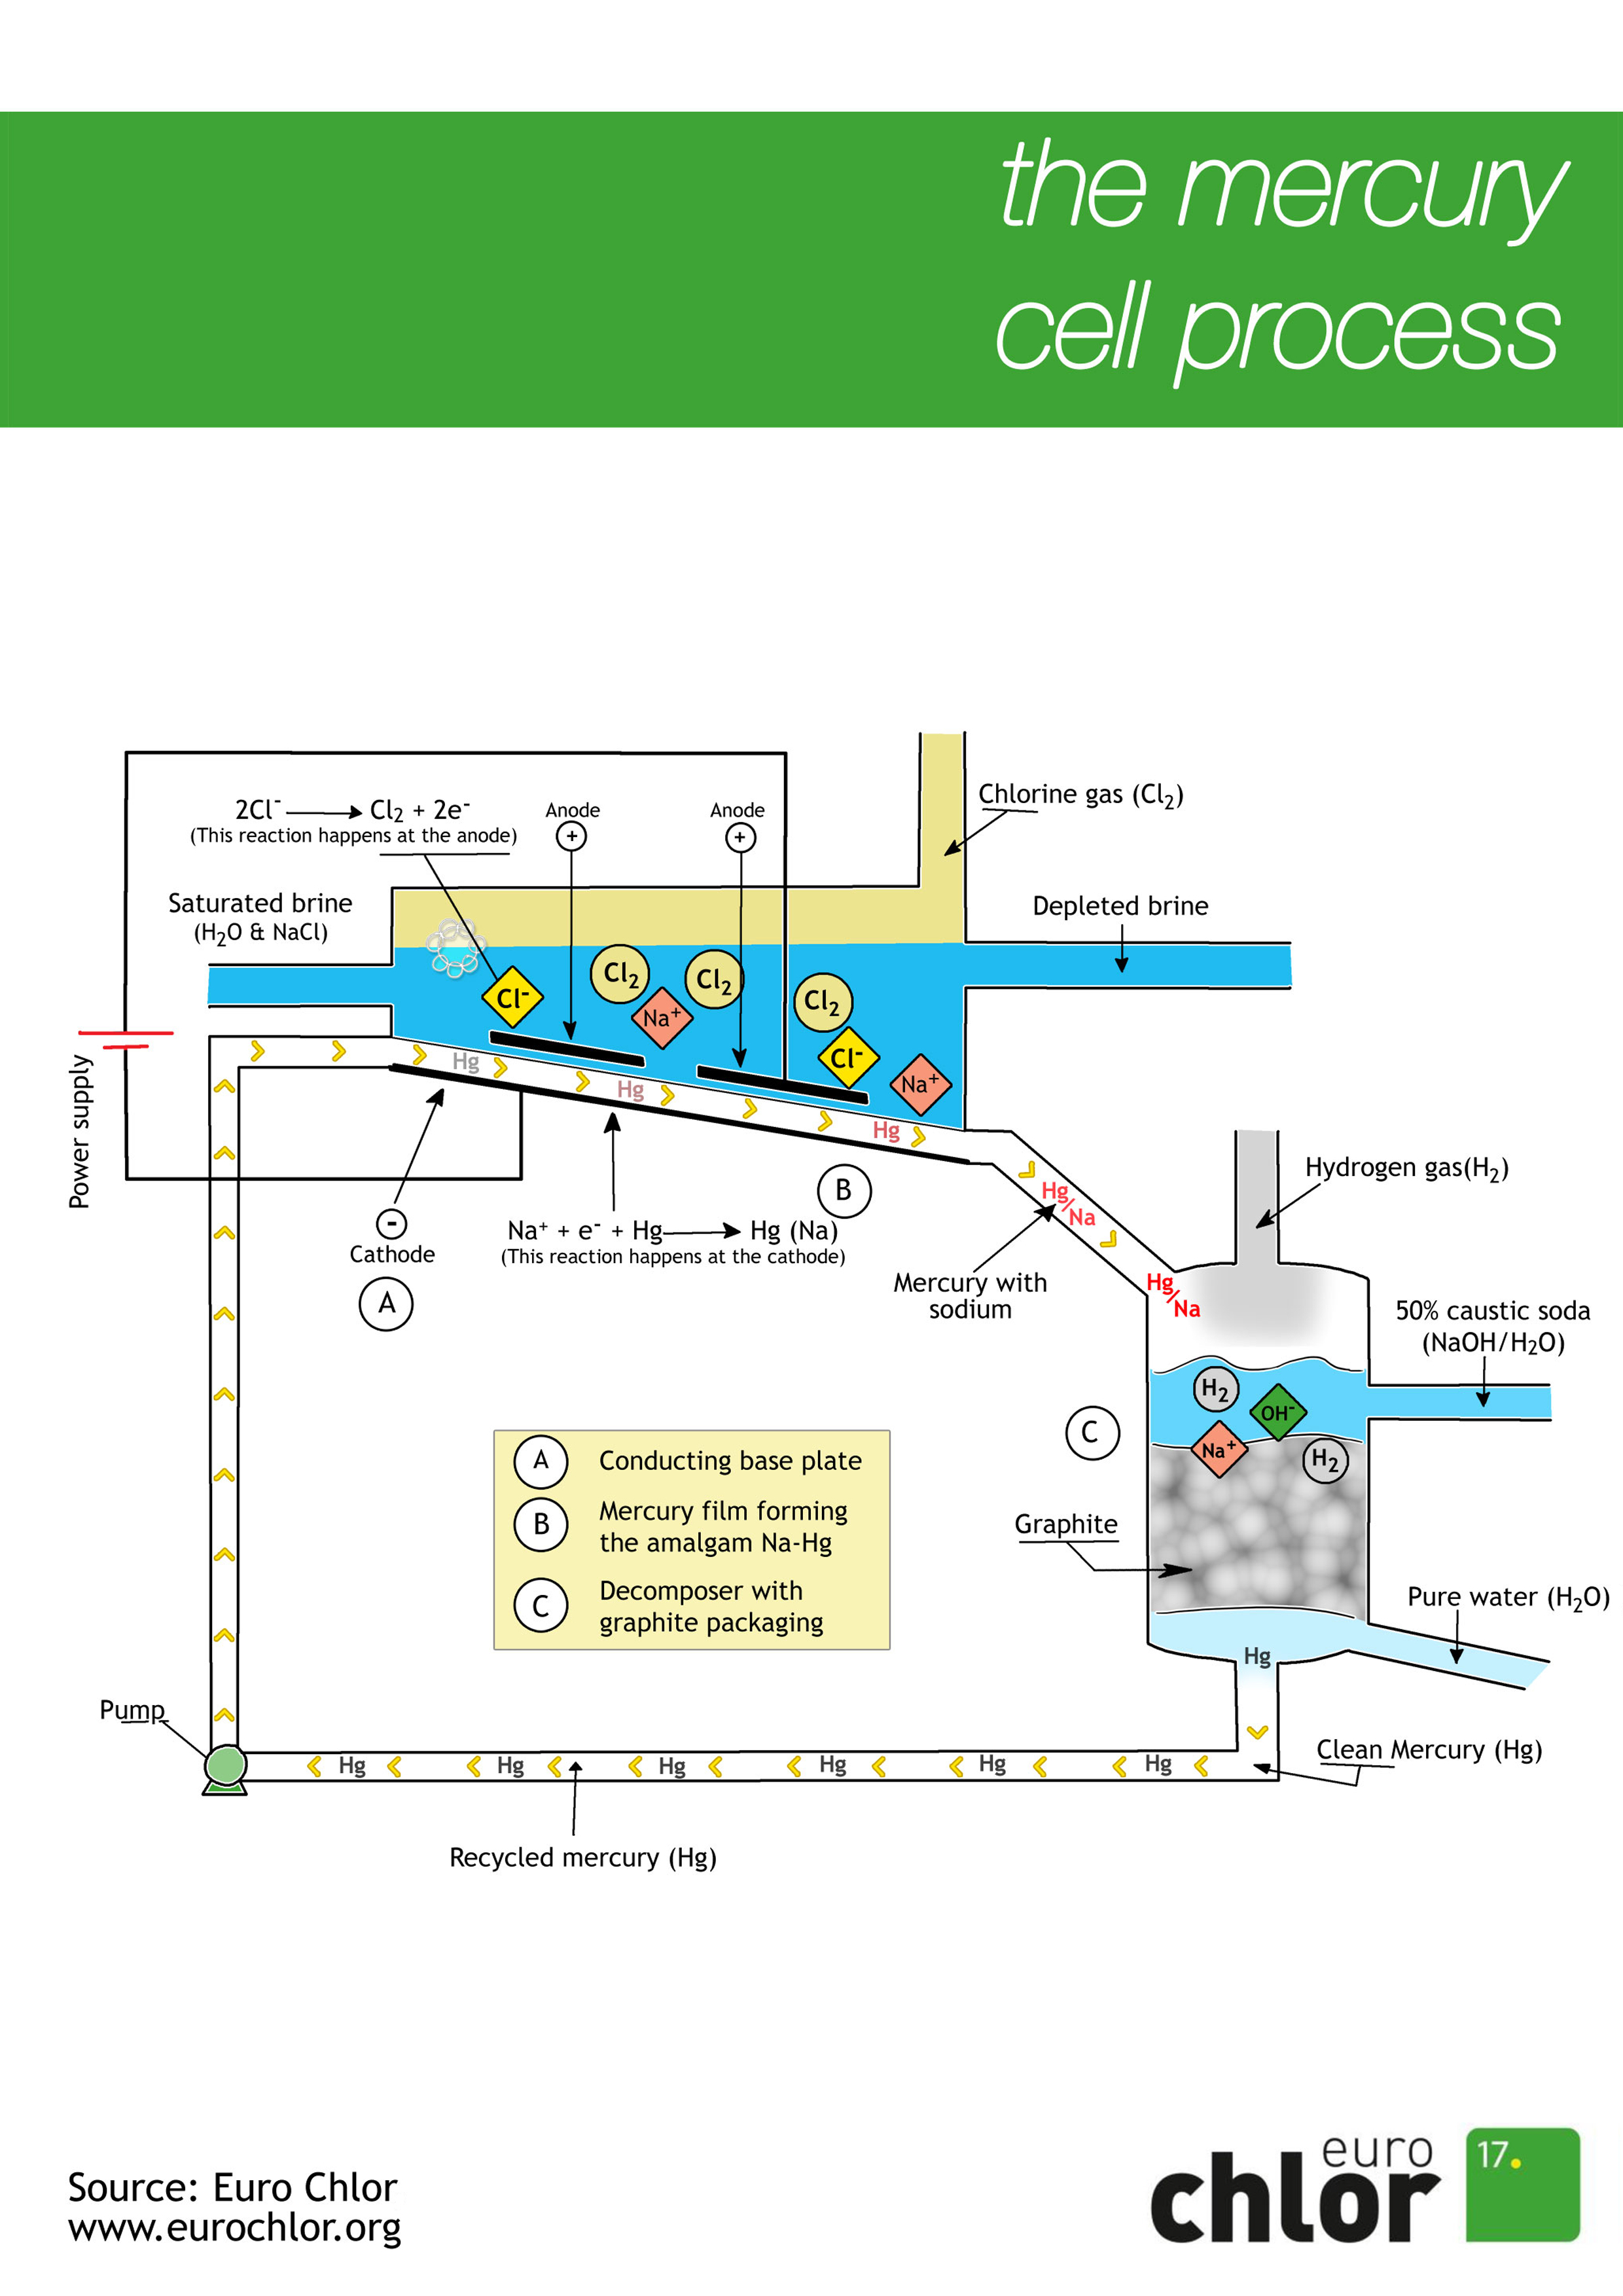 the mercury
cell process
2Cl⁻ → Cl₂ + 2e⁻
(This reaction happens at the anode)
Anode
+
Anode
+
Chlorine gas (Cl₂)
Saturated brine
(H₂O & NaCl)
Depleted brine
Cl⁻
Cl₂
Na⁺
Cl₂
Cl₂
Cl⁻
Na⁺
Power supply
Hg
Hg
Hg
-
Cathode
A
Na⁺ + e⁻ + Hg → Hg (Na)
(This reaction happens at the cathode)
B
Hg/Na
Mercury with
sodium
Hg/Na
Hydrogen gas(H₂)
50% caustic soda
(NaOH/H₂O)
H₂
OH⁻
Na⁺
H₂
C
Graphite
A Conducting base plate
B Mercury film forming
the amalgam Na-Hg
C Decomposer with
graphite packaging
Pure water (H₂O)
Hg
Pump
Clean Mercury (Hg)
Hg Hg Hg Hg Hg Hg
Recycled mercury (Hg)
Source: Euro Chlor
www.eurochlor.org
euro
chlor
17.